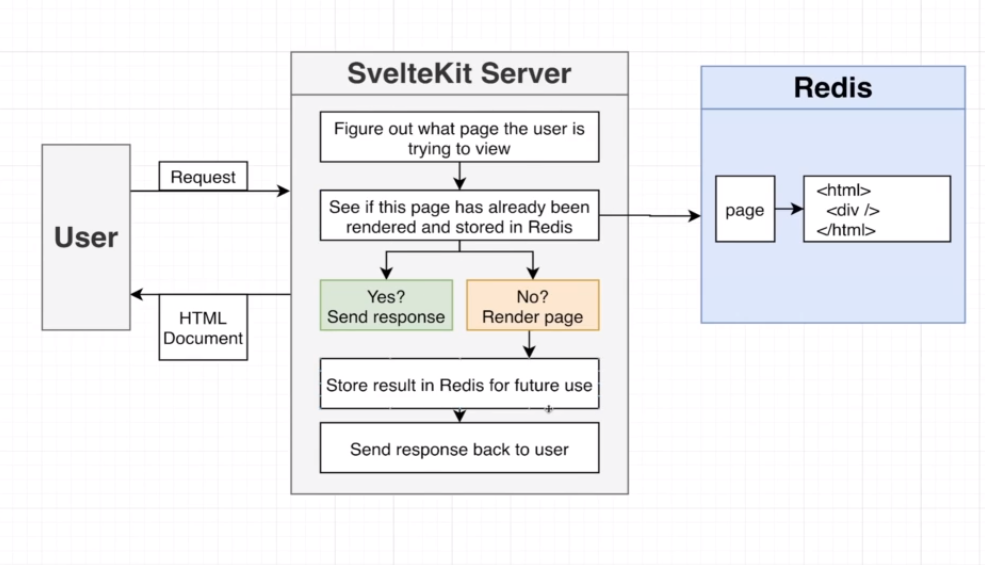 SvelteKit Server
Redis
Figure out what page the user is
trying to view
Request
See if this page has already been
rendered and stored in Redis
page
<html>
<div />
</html>
User
Yes?
Send response
No?
Render page
HTML
Document
Store result in Redis for future use
Send response back to user